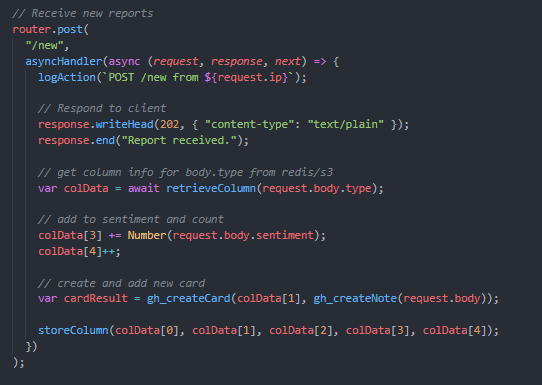 // Receive new reports
router.post(
"/new",
asyncHandler(async (request, response, next) => {
logAction(`POST /new from ${request.ip}`);
// Respond to client
response.writeHead(202, { "content-type": "text/plain" });
response.end("Report received.");
// get column info for body.type from redis/s3
var colData = await retrieveColumn(request.body.type);
// add to sentiment and count
colData[3] += Number(request.body.sentiment);
colData[4]++;
// create and add new card
var cardResult = gh_createCard(colData[1], gh_createNote(request.body));
storeColumn(colData[0], colData[1], colData[2], colData[3], colData[4]);
})
);